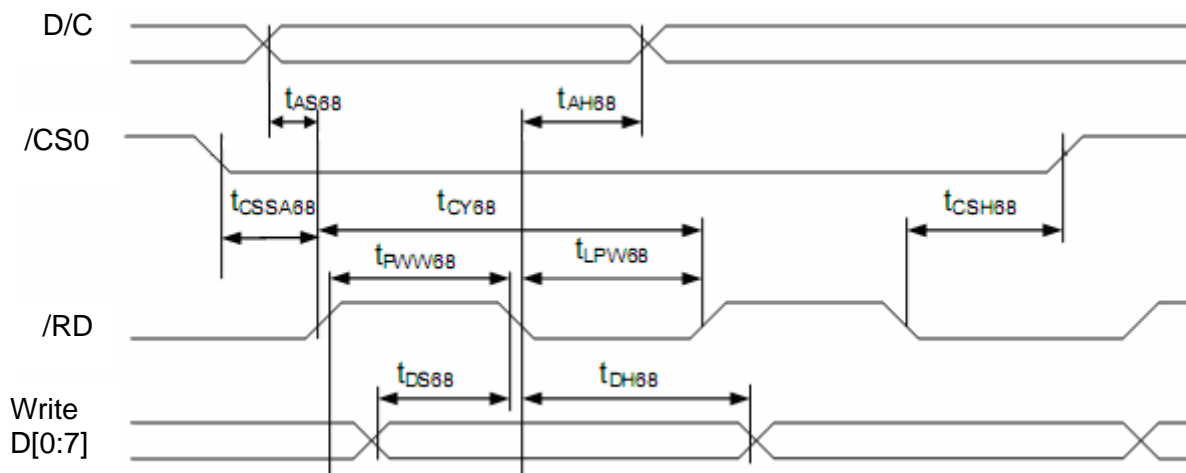 D/C
tAS68
tAH68
/CS0
tCSSA68
tCY68
tCSH68
tPWW68
tLPW68
/RD
tDS68
tDH68
Write
D[0:7]